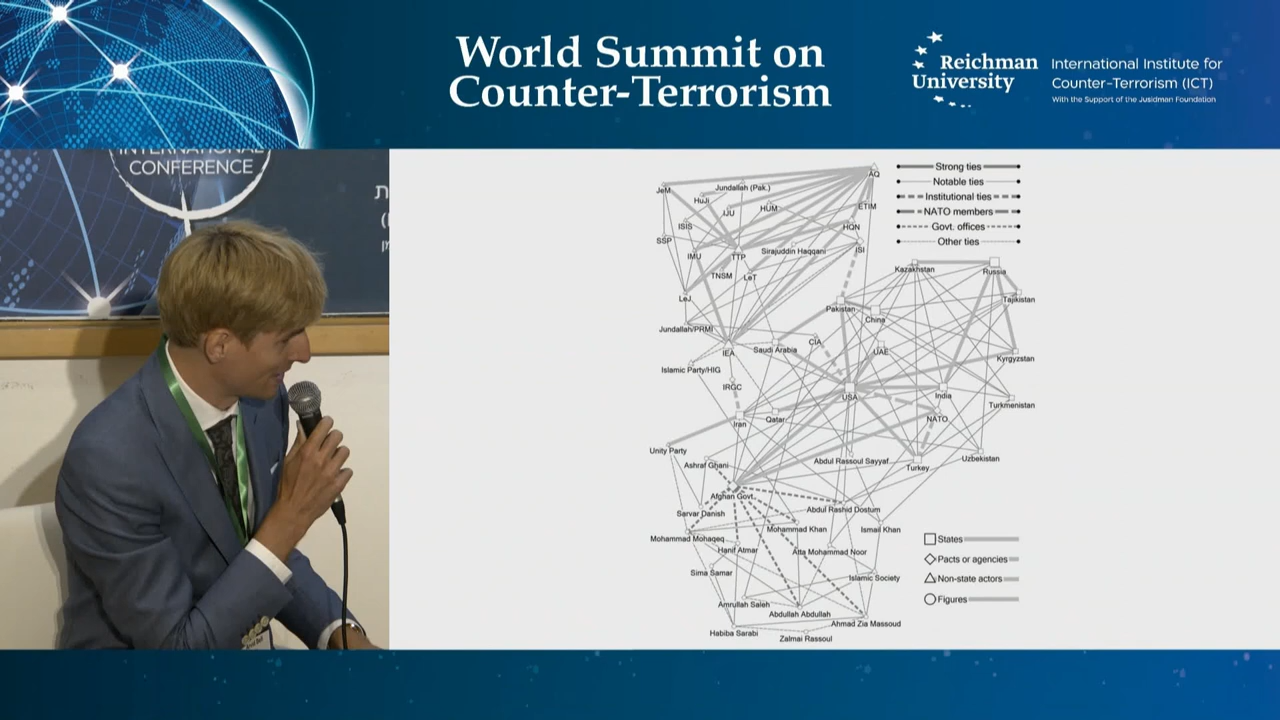 World Summit on
Counter-Terrorism
Reichman
University
International Institute for
Counter-Terrorism (ICT)
With the Support of the Jusidman Foundation
INTERNATIONAL
CONFERENCE
AQ
JeM
Jundallah (Pak.)
HuJi
IJU
HUM
ETIM
ISIS
HQN
SSP
IMU
TTP
Sirajuddin Haqqani
ISI
TNSM
LeT
LeJ
Jundallah/PRMI
IEA
Saudi Arabia
CIA
Pakistan
China
UAE
Kazakhstan
Russia
Tajikistan
Kyrgyzstan
Islamic Party/HIG
IRGC
USA
India
Turkmenistan
Iran
Qatar
NATO
Unity Party
Ashraf Ghani
Abdul Rassoul Sayyaf
Turkey
Uzbekistan
Afghan Govt.
Sarvar Danish
Abdul Rashid Dostum
Mohammad Khan
Ismail Khan
Mohammad Mohaqeq
Hanif Atmar
Atta Mohammad Noor
Sima Samar
Islamic Society
Amrullah Saleh
Abdullah Abdullah
Ahmad Zia Massoud
Habiba Sarabi
Zalmai Rassoul
Strong ties
Notable ties
Institutional ties
NATO members
Govt. offices
Other ties
States
Pacts or agencies
Non-state actors
Figures